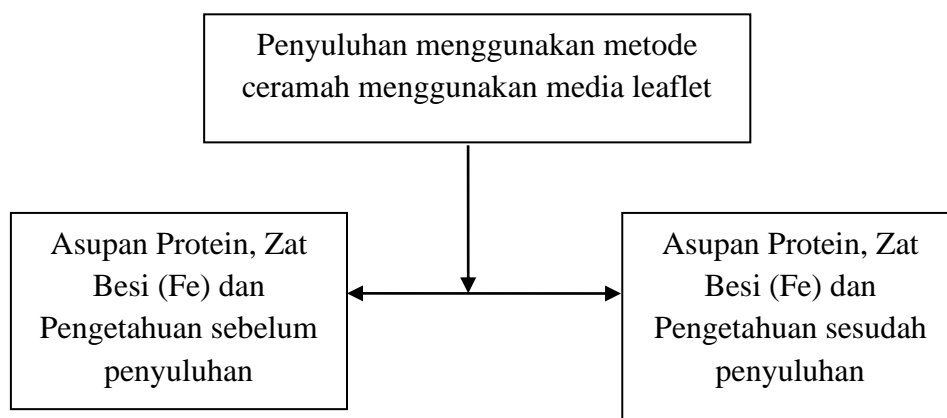 Penyuluhan menggunakan metode
ceramah menggunakan media leaflet
Asupan Protein, Zat
Besi (Fe) dan
Pengetahuan sebelum
penyuluhan
Asupan Protein, Zat
Besi (Fe) dan
Pengetahuan sesudah
penyuluhan